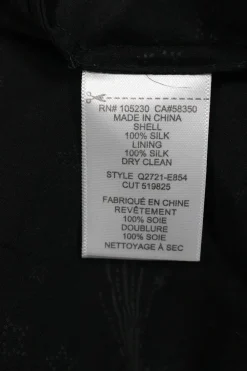 RN# 105230 CA#58350
MADE IN CHINA
SHELL
100% SILK
LINING
100% SILK
DRY CLEAN
STYLE Q2721-E854
CUT 519825
FABRIQUÉ EN CHINE
REVÊTEMENT
100% SOIE
DOUBLURE
100% SOIE
NETTOYAGE À SEC